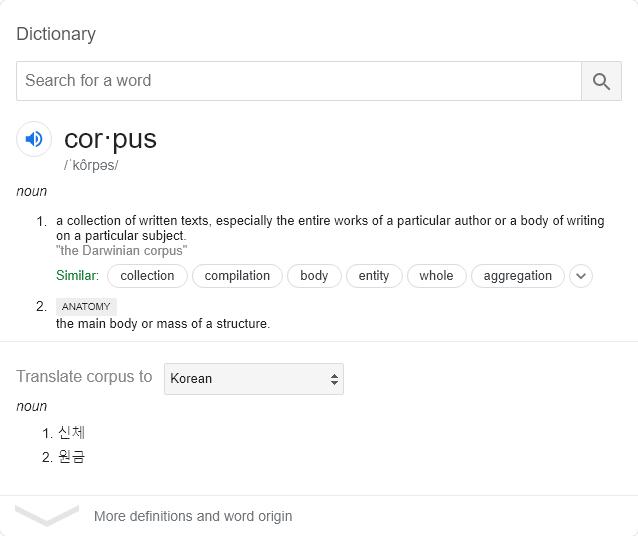 Dictionary
Search for a word
cor·pus
/ˈkôrpəs/
noun
1. a collection of written texts, especially the entire works of a particular author or a body of writing
on a particular subject.
"the Darwinian corpus"
Similar: collection compilation body entity whole aggregation
2. ANATOMY
the main body or mass of a structure.
Translate corpus to Korean
noun
1. 신체
2. 원금
More definitions and word origin